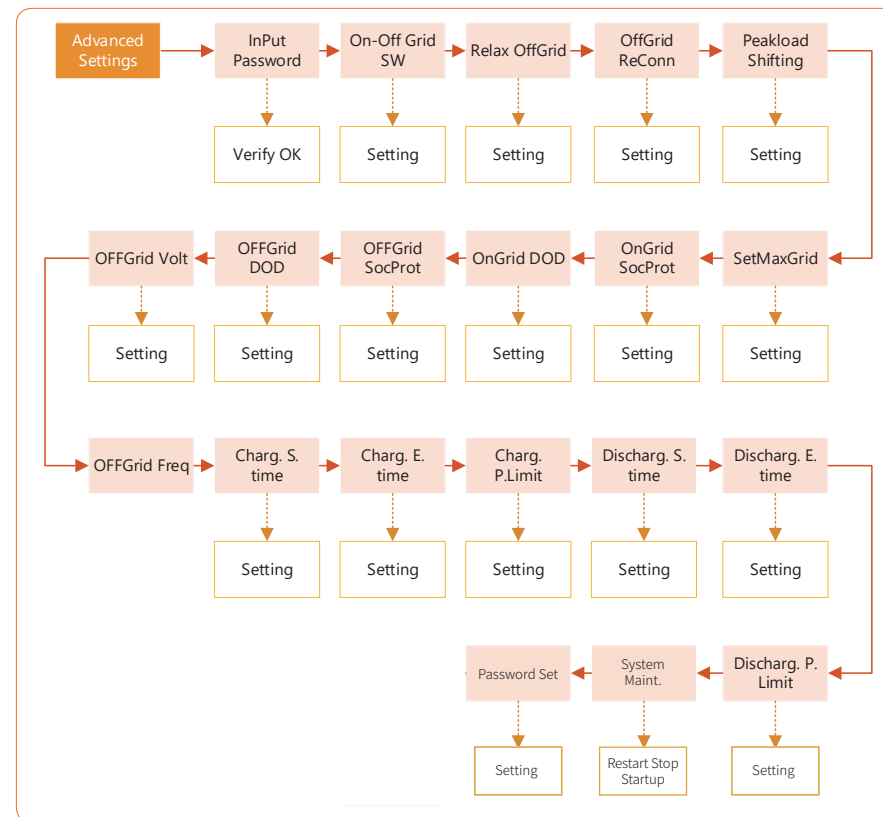 Advanced
Settings
InPut
Password
On-Off Grid
SW
Relax OffGrid
OffGrid
ReConn
Peakload
Shifting
Verify OK
Setting
Setting
Setting
Setting
OFFGrid Volt
OFFGrid
DOD
OFFGrid
SocProt
OnGrid DOD
OnGrid
SocProt
SetMaxGrid
Setting
Setting
Setting
Setting
Setting
Setting
OFFGrid Freq
Charg. S.
time
Charg. E.
time
Charg.
P.Limit
Discharg. S.
time
Discharg. E.
time
Setting
Setting
Setting
Setting
Setting
Password Set
System
Maint.
Discharg. P.
Limit
Setting
Restart Stop
Startup
Setting